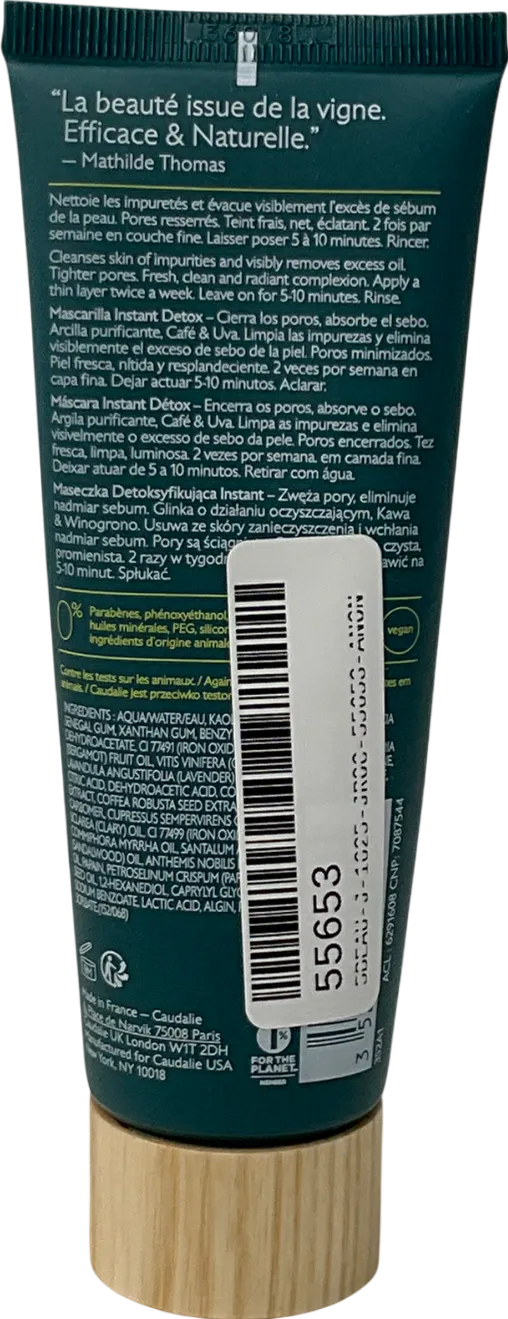 36078
“La beauté issue de la vigne.
Efficace & Naturelle.”
— Mathilde Thomas
Nettoie les impuretés et évacue visiblement l'excès de sébum
de la peau. Pores resserrés. Teint frais, net, éclatant. 2 fois par
semaine en couche fine. Laisser poser 5 à 10 minutes. Rincer.
Cleanses skin of impurities and visibly removes excess oil.
Tighter pores. Fresh, clean and radiant complexion. Apply a
thin layer twice a week. Leave on for 5-10 minutes. Rinse.
Mascarilla Instant Detox – Cierra los poros, absorbe el sebo.
Arcilla purificante, Café & Uva. Limpia las impurezas y elimina
visiblemente el exceso de sebo de la piel. Poros minimizados.
Piel fresca, nítida y resplandeciente. 2 veces por semana en
capa fina. Dejar actuar 5-10 minutos. Aclarar.
Máscara Instant Détox – Encerra os poros, absorve o sebo.
Argila purificante, Café & Uva. Limpa as impurezas e elimina
visivelmente o excesso de sebo da pele. Poros encerrados. Tez
fresca, limpa, luminosa. 2 vezes por semana. em camada fina.
Deixar atuar de 5 a 10 minutos. Retirar com água.
Maseczka Detoksyfikująca Instant – Zwęża pory, eliminuje
nadmiar sebum. Glinka o działaniu oczyszczającym, Kawa
& Winogrono. Usuwa ze skóry zanieczyszczenia i wchłania
nadmiar sebum. Pory są czysta,
promienista. 2 razy w na
5-10 minut. Spłukać.
0%
Parabènes, phénoxyéthanol,
huiles minérales, PEG,
ingrédients d'origine
vegan
Contre les tests sur les animaux. /
Caudalie jest przeciwko
INGREDIENTS : AQUA/WATER/EAU,
SENEGAL GUM, XANTHAN GUM,
DEHYDROACETATE, CI 77491 (IRON
(BERGAMOT) FRUIT OIL, VITIS VINIFERA
LAVANDULA ANGUSTIFOLIA (LAVENDER)
CITRIC ACID, DEHYDROACETIC ACID,
EXTRACT, COFFEA ROBUSTA SEED
CARBOMER, CUPRESSUS SEMPERVIRENS
SCLAREA (CLARY) OIL, CI 77499 (IRON
COMMIPHORA MYRRHA OIL, SANTALUM
(SANDALWOOD) OIL, ANTHEMIS NOBILIS
OIL, PAPAIN, PETROSELINUM CRISPUM
SEED OIL, 1,2-HEXANEDIOL, CAPRYLYL
SODIUM BENZOATE, LACTIC ACID, ALGIN,
SORBATE. (152/068)
55653
ACL : 6291608 CNP: 7087544
Made in France – Caudalie
Place de Narvik 75008 Paris
Caudalie UK London W1T 2DH
Manufactured for Caudalie USA
New York, NY 10018
1%
FOR THE
PLANET.
MEMBER
3